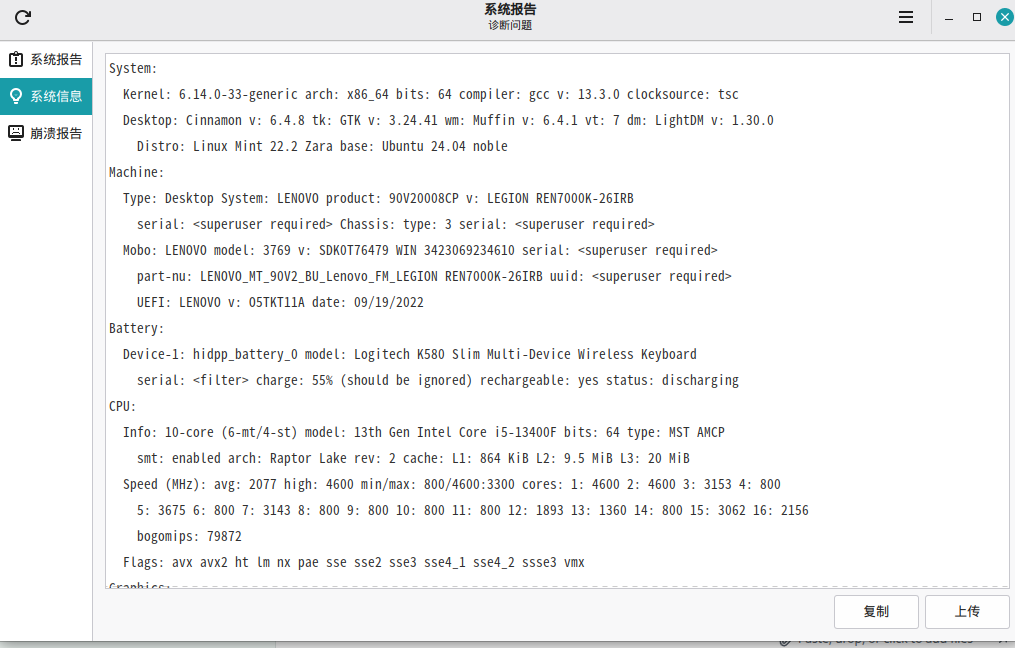 系统报告
诊断问题
系统报告
系统信息
崩溃报告
System:
Kernel: 6.14.0-33-generic arch: x86_64 bits: 64 compiler: gcc v: 13.3.0 clocksource: tsc
Desktop: Cinnamon v: 6.4.8 tk: GTK v: 3.24.41 wm: Muffin v: 6.4.1 vt: 7 dm: LightDM v: 1.30.0
Distro: Linux Mint 22.2 Zara base: Ubuntu 24.04 noble
Machine:
Type: Desktop System: LENOVO product: 90V20008CP v: LEGION REN7000K-26IRB
serial: <superuser required> Chassis: type: 3 serial: <superuser required>
Mobo: LENOVO model: 3769 v: SDK0T76479 WIN 3423069234610 serial: <superuser required>
part-nu: LENOVO_MT_90V2_BU_Lenovo_FM_LEGION REN7000K-26IRB uuid: <superuser required>
UEFI: LENOVO v: O5TKT11A date: 09/19/2022
Battery:
Device-1: hidpp_battery_0 model: Logitech K580 Slim Multi-Device Wireless Keyboard
serial: <filter> charge: 55% (should be ignored) rechargeable: yes status: discharging
CPU:
Info: 10-core (6-mt/4-st) model: 13th Gen Intel Core i5-13400F bits: 64 type: MST AMCP
smt: enabled arch: Raptor Lake rev: 2 cache: L1: 864 KiB L2: 9.5 MiB L3: 20 MiB
Speed (MHz): avg: 2077 high: 4600 min/max: 800/4600:3300 cores: 1: 4600 2: 4600 3: 3153 4: 800
5: 3675 6: 800 7: 3143 8: 800 9: 800 10: 800 11: 800 12: 1893 13: 1360 14: 800 15: 3062 16: 2156
bogomips: 79872
Flags: avx avx2 ht lm nx pae sse sse2 sse3 sse4_1 sse4_2 ssse3 vmx
Graphics:
复制
上传